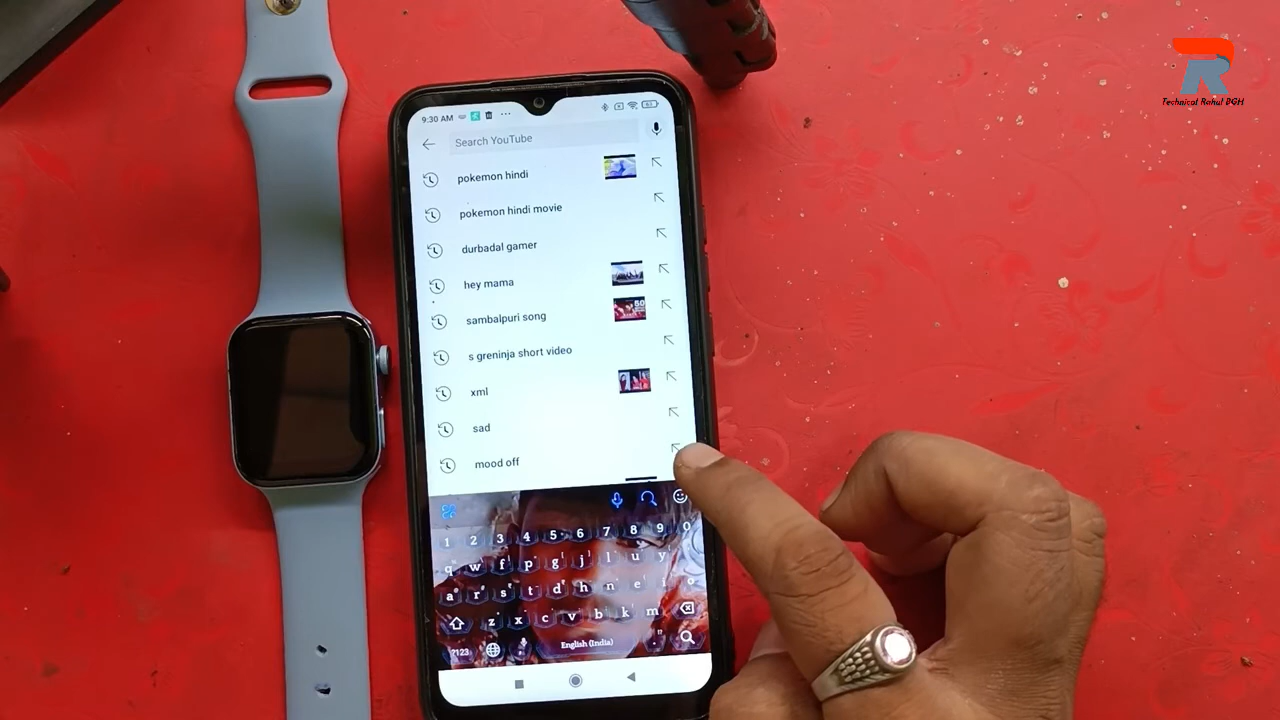 Technical Rahul DGH
9:30 AM
63
Search YouTube
pokemon hindi
pokemon hindi movie
durbadal gamer
hey mama
sambalpuri song
s greninja short video
xml
sad
mood off
1 2 3 4 5 6 7 8 9 0
q w f p g j l u y
a r s t d h n e i o
z x c v b k m
?123
English (India)